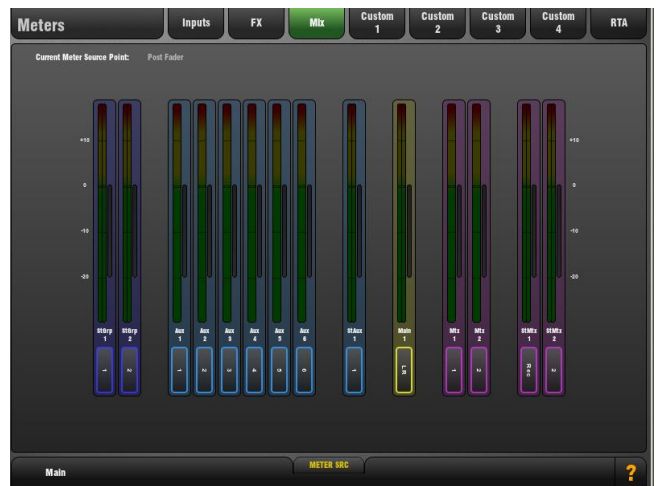 Meters
Inputs
FX
Mix
Custom 1
Custom 2
Custom 3
Custom 4
RTA
Current Meter Source Point: Post Fader
+10 +10
0 0
-10 -10
-20 -20
StGrp StGrp Aux Aux Aux Aux Aux Aux StAux Main Mtx Mtx StMtx StMtx
1 2 1 2 3 4 5 6 1 1 1 2 1 2
1 2 1 2 3 4 5 6 1 LR 1 2 Rec 2
Main
METER SRC
?